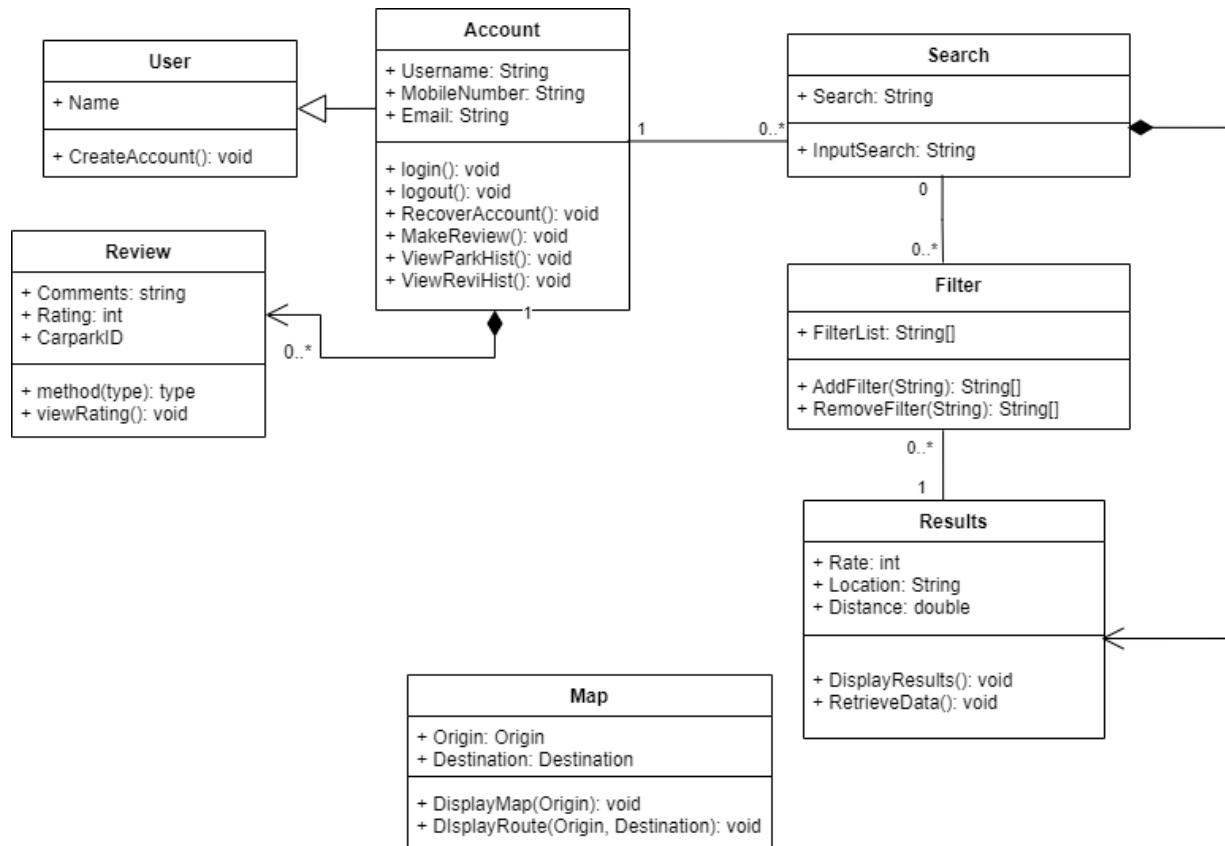 User
+ Name
+ CreateAccount(): void
Account
+ Username: String
+ MobileNumber: String
+ Email: String
+ login(): void
+ logout(): void
+ RecoverAccount(): void
+ MakeReview(): void
+ ViewParkHist(): void
+ ViewReviHist(): void
1
0..*
Search
+ Search: String
+ InputSearch: String
0
0..*
Review
+ Comments: string
+ Rating: int
+ CarparkID
+ method(type): type
+ viewRating(): void
1
0..*
Filter
+ FilterList: String[]
+ AddFilter(String): String[]
+ RemoveFilter(String): String[]
0..*
1
Results
+ Rate: int
+ Location: String
+ Distance: double
+ DisplayResults(): void
+ RetrieveData(): void
Map
+ Origin: Origin
+ Destination: Destination
+ DisplayMap(Origin): void
+ DIsplayRoute(Origin, Destination): void